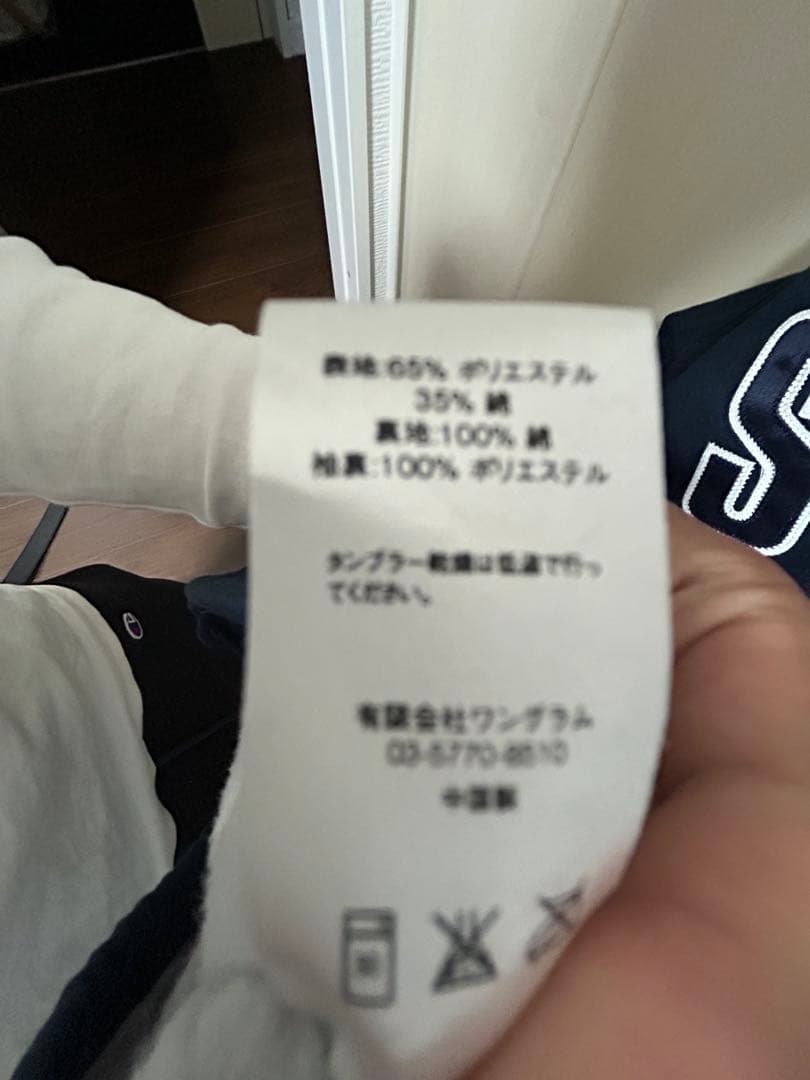 表地:65% ポリエステル
35% 綿
裏地:100% 綿
袖裏:100% ポリエステル
タンブラー乾燥は低温で行っ
てください。
有限会社ワングラム
03-5770-8510
中国製
S